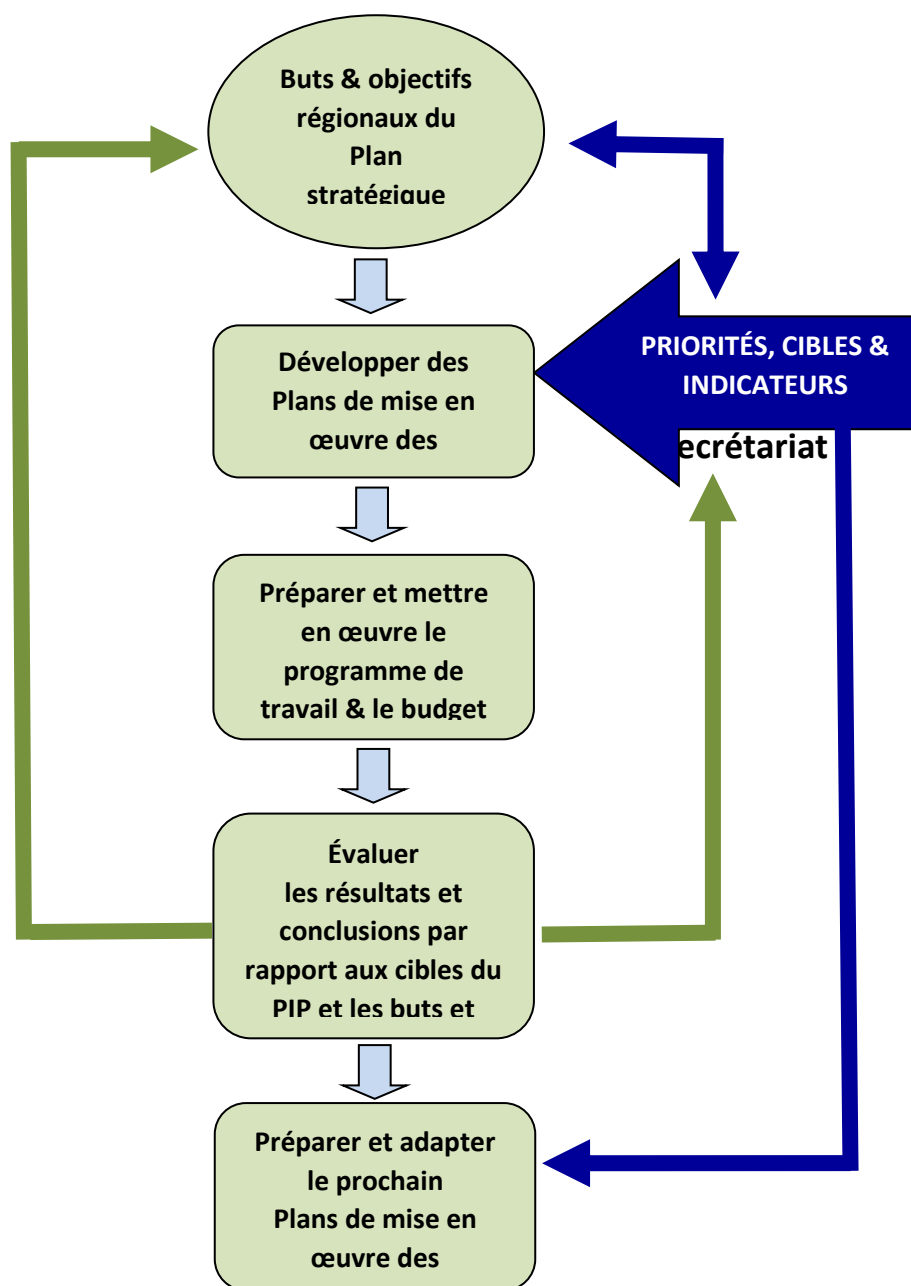 Buts & objectifs
régionaux du
Plan
stratégique
PRIORITÉS, CIBLES &
INDICATEURS
ecrétariat
Développer des
Plans de mise en
œuvre des
Préparer et mettre
en œuvre le
programme de
travail & le budget
Évaluer
les résultats et
conclusions par
rapport aux cibles du
PIP et les buts et
Préparer et adapter
le prochain
Plans de mise en
œuvre des